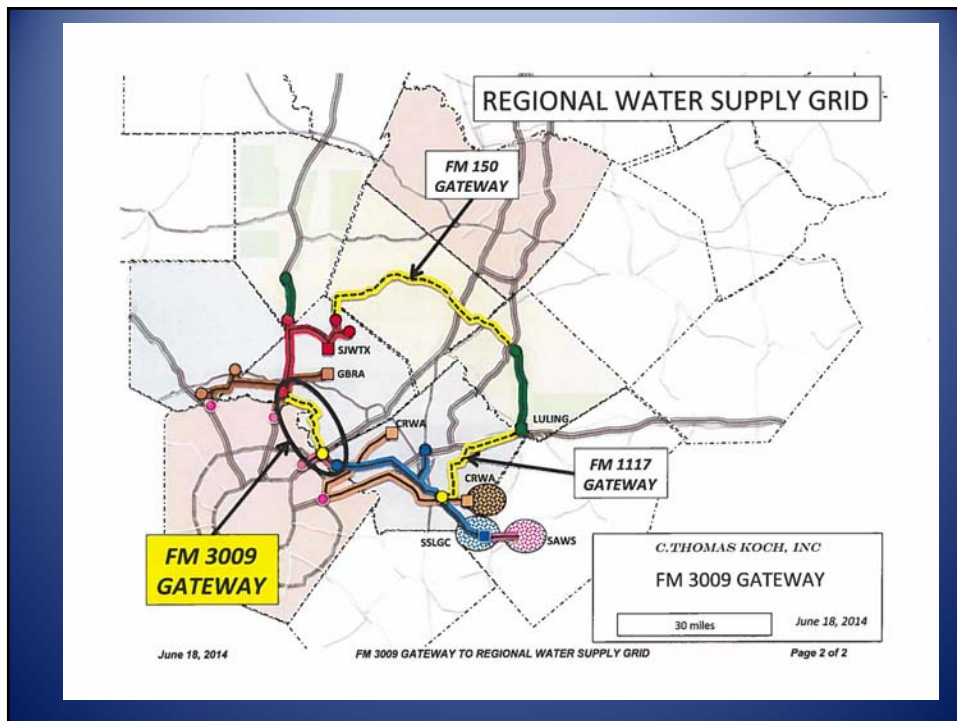 REGIONAL WATER SUPPLY GRID
FM 150
GATEWAY
SJWTX
GBRA
CRWA
LULING
FM 1117
GATEWAY
CRWA
SSLGC
SAWS
FM 3009
GATEWAY
C.THOMAS KOCH, INC
FM 3009 GATEWAY
30 miles
June 18, 2014
June 18, 2014
FM 3009 GATEWAY TO REGIONAL WATER SUPPLY GRID
Page 2 of 2